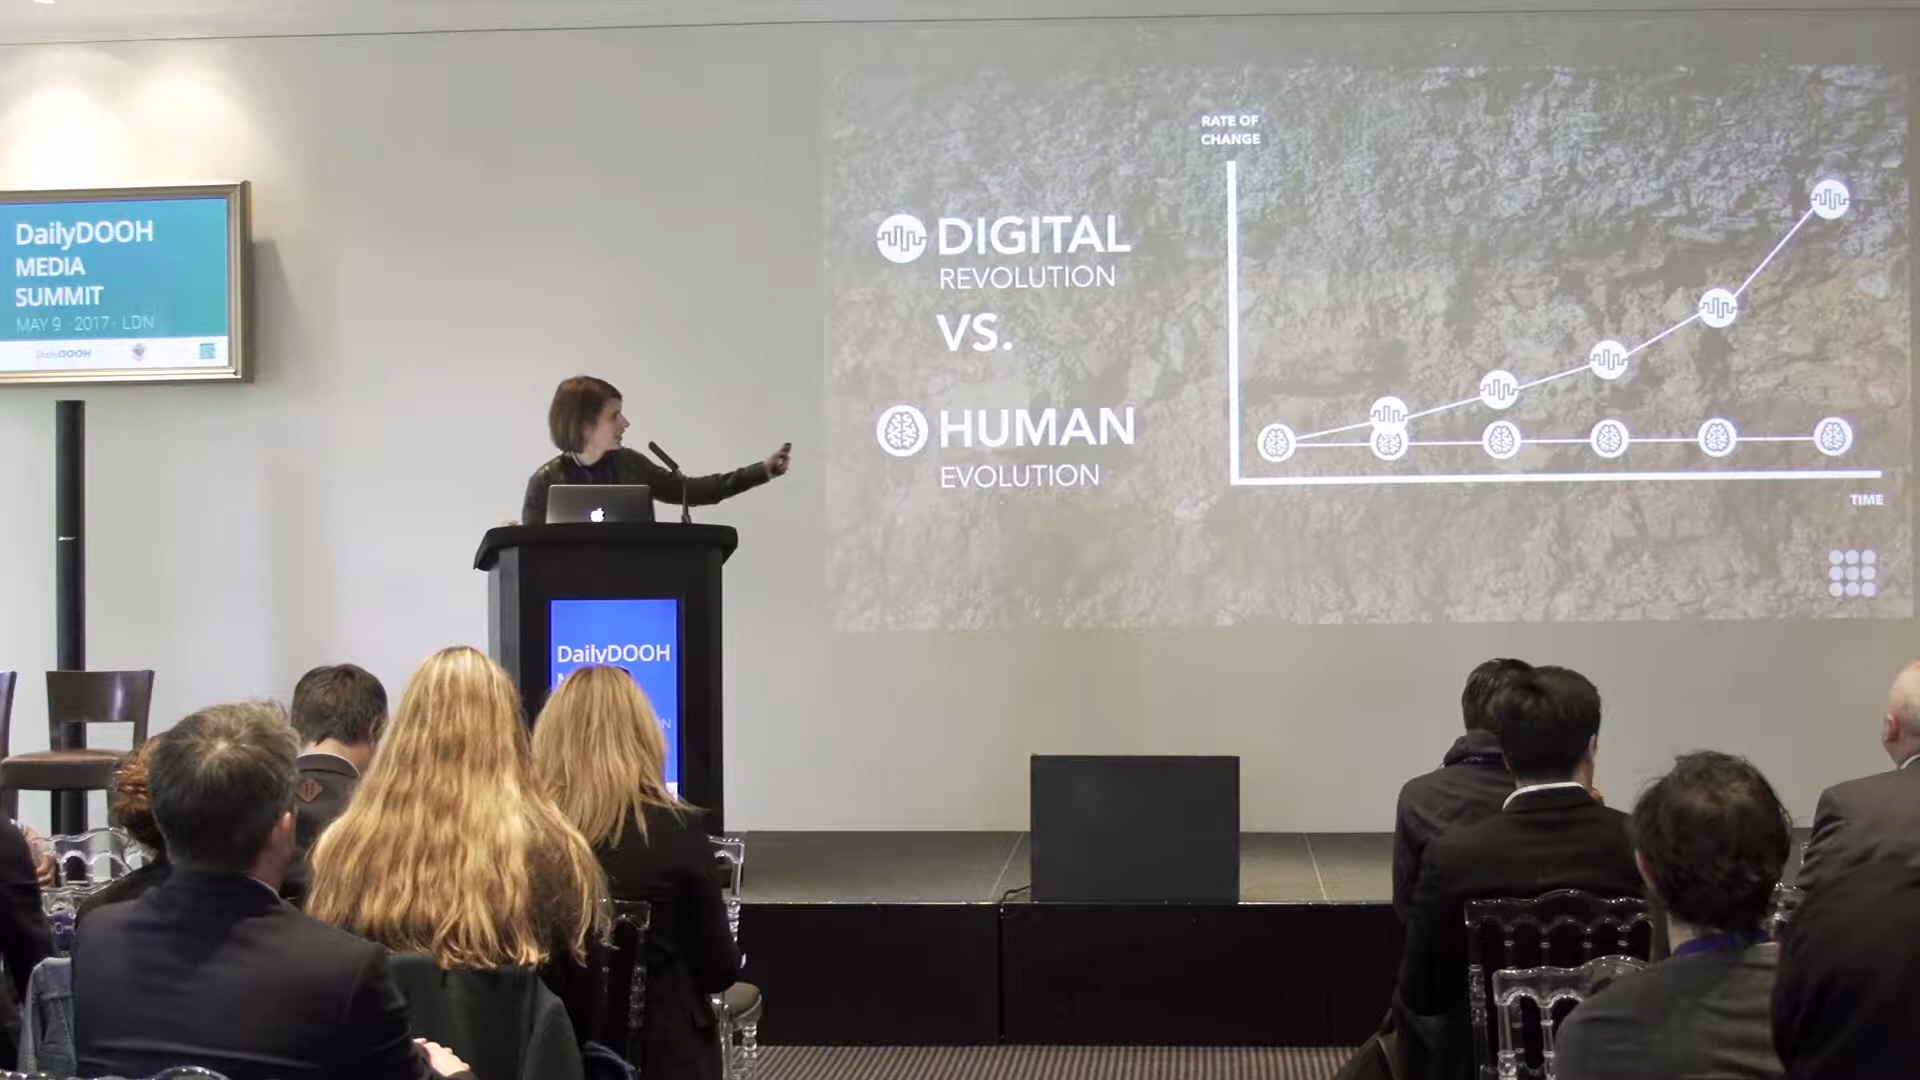 DailyDOOH
MEDIA
SUMMIT
MAY 9 · 2017 · LDN
DailyDOOH
RATE OF
CHANGE
DIGITAL
REVOLUTION
VS.
HUMAN
EVOLUTION
TIME
DailyDOOH